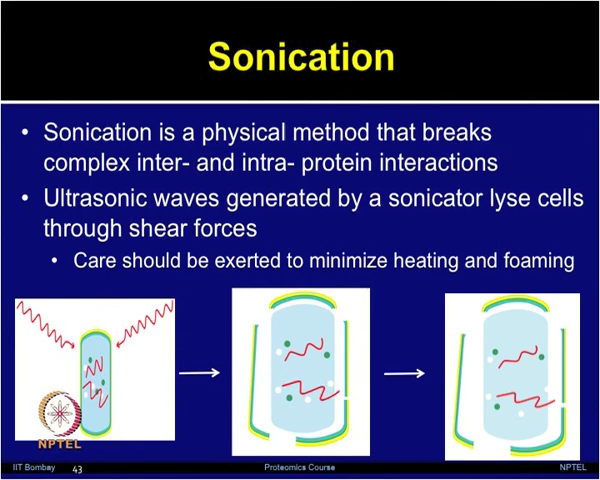 Sonication
• Sonication is a physical method that breaks
complex inter- and intra- protein interactions
• Ultrasonic waves generated by a sonicator lyse cells
through shear forces
• Care should be exerted to minimize heating and foaming
NPTEL
IIT Bombay 43 Proteomics Course NPTEL